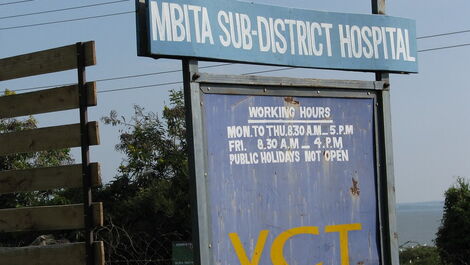 MBITA SUB-DISTRICT HOSPITAL
WORKING HOURS
MON.TO THU.8.30 A.M-5.P.M
FRI. 8.30 A.M-4.P.M
PUBLIC HOLIDAYS NOT OPEN
VCT